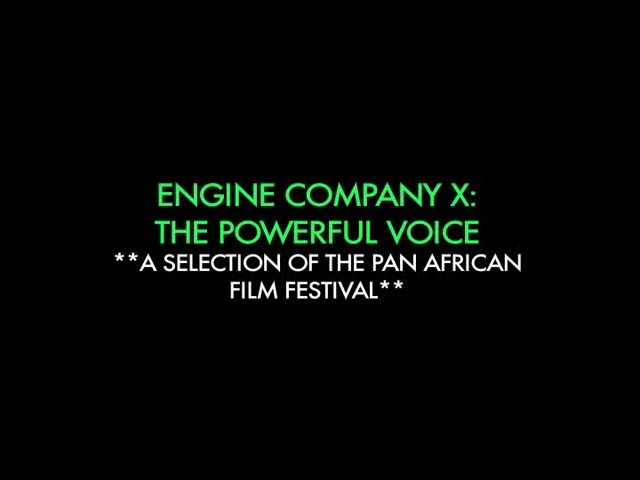 ENGINE COMPANY X:
THE POWERFUL VOICE
**A SELECTION OF THE PAN AFRICAN
FILM FESTIVAL**